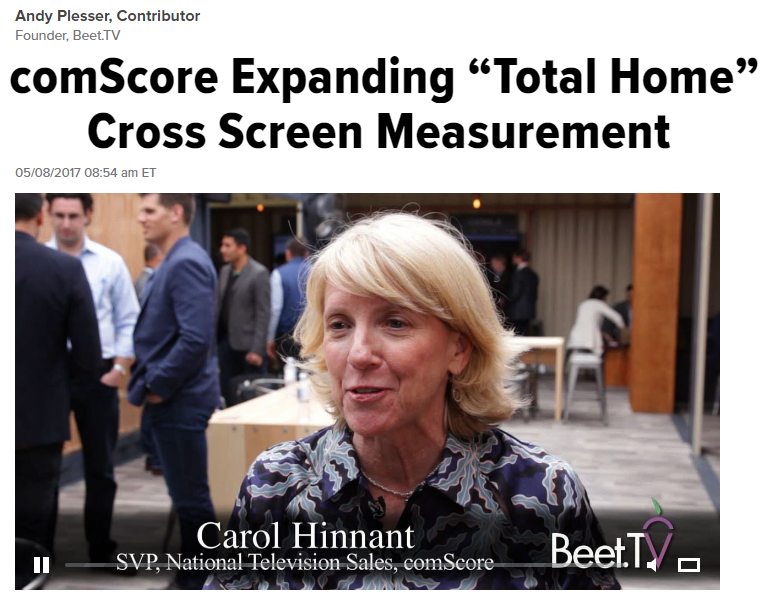 Andy Plesser, Contributor
Founder, Beet.TV
comScore Expanding “Total Home”
Cross Screen Measurement
05/08/2017 08:54 am ET
Carol Hinnant
SVP, National Television Sales, comScore
Beet.TV